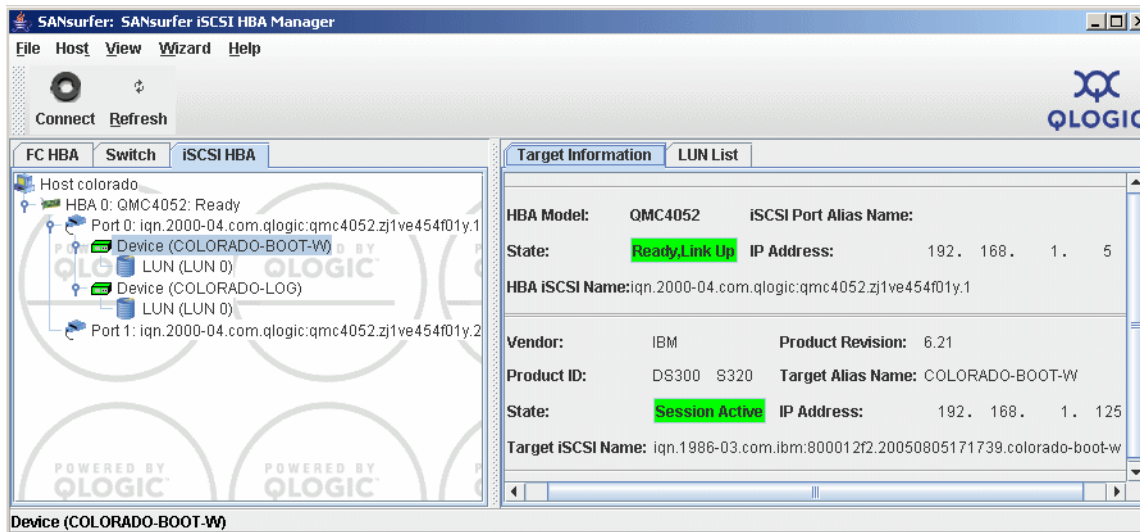 SANsurfer: SANsurfer iSCSI HBA Manager
File Host View Wizard Help
Connect Refresh
QLOGIC
FC HBA Switch iSCSI HBA
Host colorado
HBA 0: QMC4052: Ready
Port 0: iqn.2000-04.com.qlogic:qmc4052.zj1ve454f01y.1
Device (COLORADO-BOOT-W)
LUN (LUN 0)
Device (COLORADO-LOG)
LUN (LUN 0)
Port 1: iqn.2000-04.com.qlogic:qmc4052.zj1ve454f01y.2
POWERED BY POWERED BY
QLOGIC QLOGIC
Target Information LUN List
HBA Model: QMC4052 iSCSI Port Alias Name:
State: Ready,Link Up IP Address: 192. 168. 1. 5
HBA iSCSI Name: iqn.2000-04.com.qlogic:qmc4052.zj1ve454f01y.1
Vendor: IBM Product Revision: 6.21
Product ID: DS300 S320 Target Alias Name: COLORADO-BOOT-W
State: Session Active IP Address: 192. 168. 1. 125
Target iSCSI Name: iqn.1986-03.com.ibm:800012f2.20050805171739.colorado-boot-w
Device (COLORADO-BOOT-W)